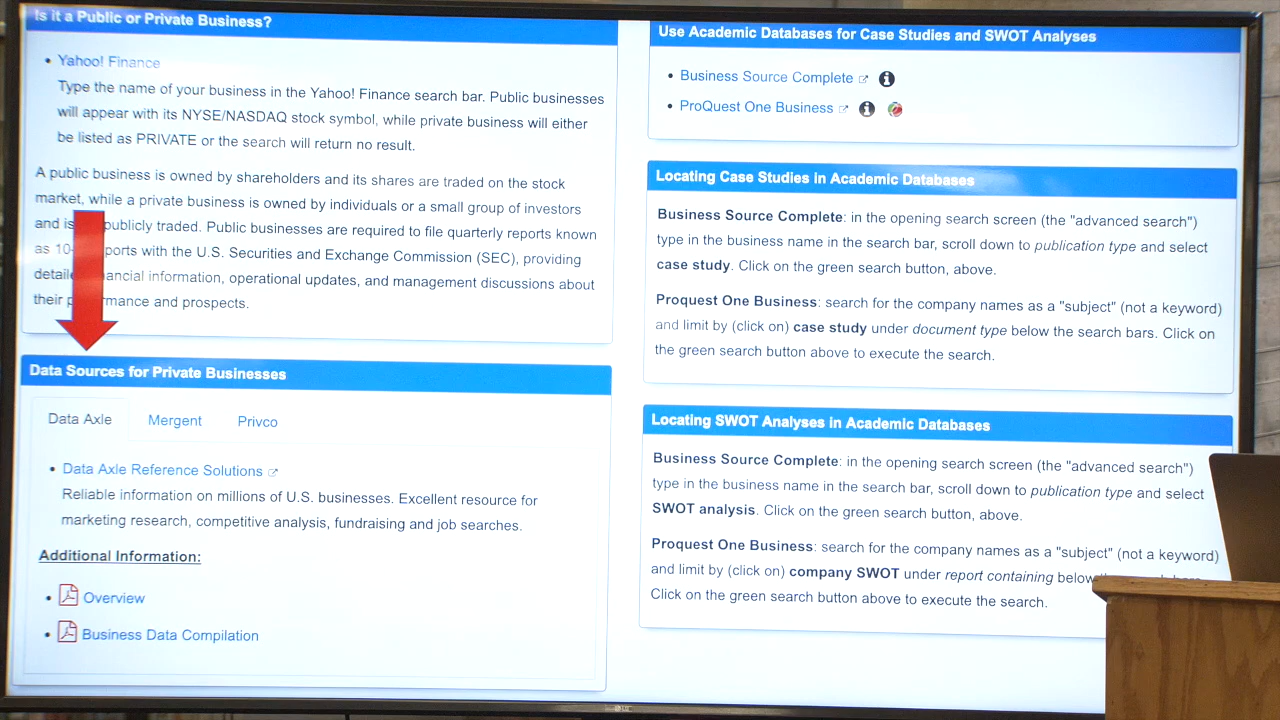 Is it a Public or Private Business?
Yahoo! Finance
Type the name of your business in the Yahoo! Finance search bar. Public businesses
will appear with its NYSE/NASDAQ stock symbol, while private business will either
be listed as PRIVATE or the search will return no result.
A public business is owned by shareholders and its shares are traded on the stock
market, while a private business is owned by individuals or a small group of investors
and is publicly traded. Public businesses are required to file quarterly reports known
as 10- ports with the U.S. Securities and Exchange Commission (SEC), providing
detaile ancial information, operational updates, and management discussions about
their p mance and prospects.
Data Sources for Private Businesses
Data Axle Mergent Privco
Data Axle Reference Solutions
Reliable information on millions of U.S. businesses. Excellent resource for
marketing research, competitive analysis, fundraising and job searches.
Additional Information:
Overview
Business Data Compilation
Use Academic Databases for Case Studies and SWOT Analyses
Business Source Complete
ProQuest One Business
Locating Case Studies in Academic Databases
Business Source Complete: in the opening search screen (the "advanced search")
type in the business name in the search bar, scroll down to publication type and select
case study. Click on the green search button, above.
Proquest One Business: search for the company names as a "subject" (not a keyword)
and limit by (click on) case study under document type below the search bars. Click on
the green search button above to execute the search.
Locating SWOT Analyses in Academic Databases
Business Source Complete: in the opening search screen (the "advanced search")
type in the business name in the search bar, scroll down to publication type and select
SWOT analysis. Click on the green search button, above.
Proquest One Business: search for the company names as a "subject" (not a keyword)
and limit by (click on) company SWOT under report containing below
Click on the green search button above to execute the search.
LG